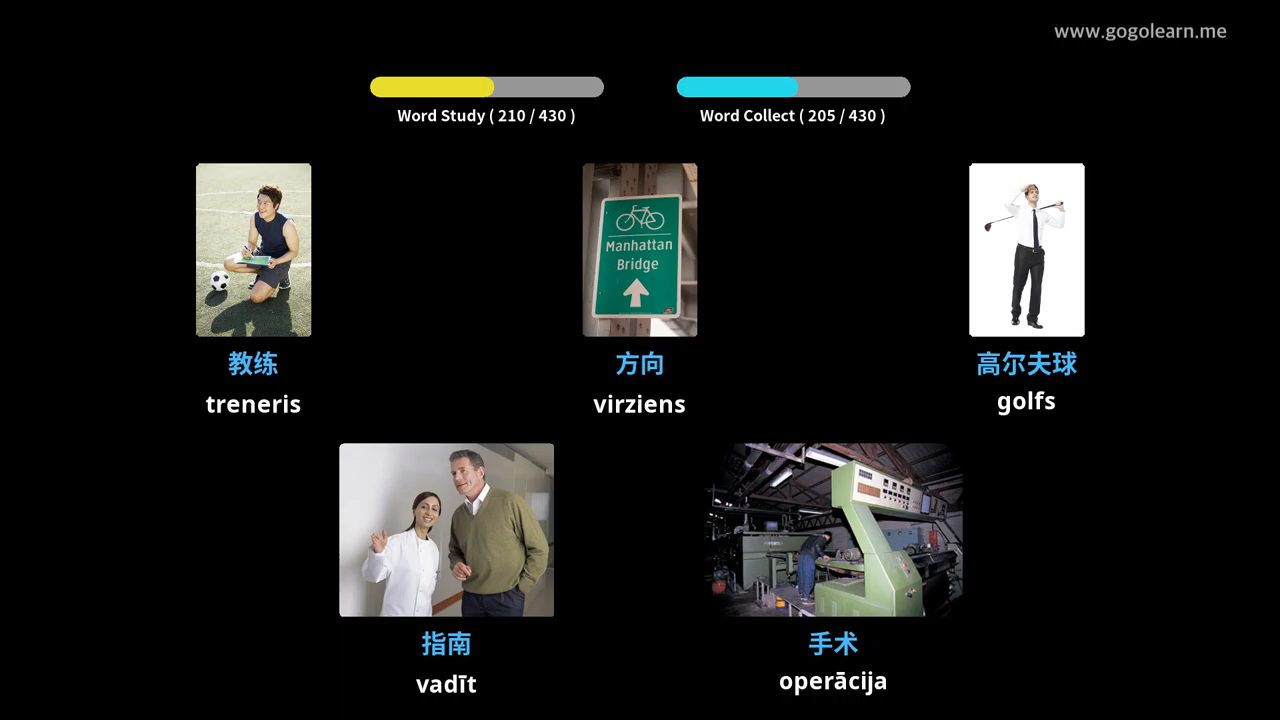 www.gogolearn.me
Word Study ( 210 / 430 )
Word Collect ( 205 / 430 )
Manhattan
Bridge
教练
方向
高尔夫球
treneris
virziens
golfs
指南
手术
vadīt
operācija